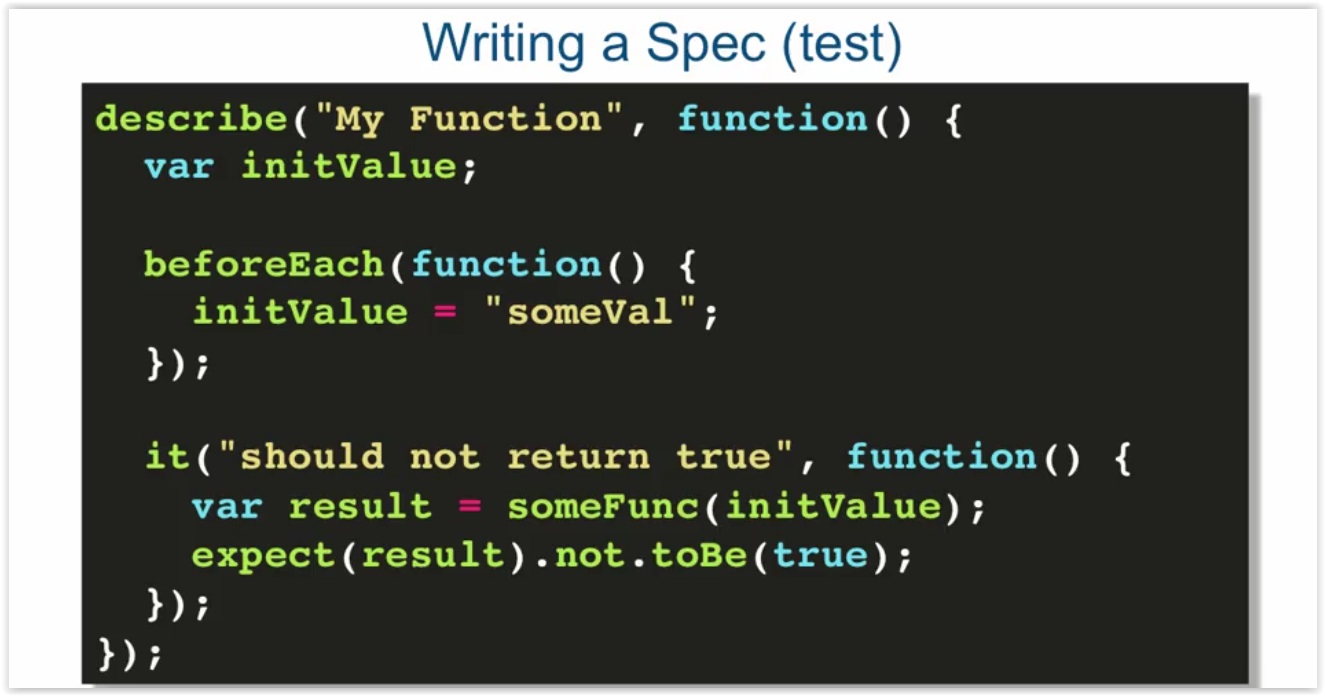 Writing a Spec (test)
describe("My Function", function() {
  var initValue;

  beforeEach(function() {
    initValue = "someVal";
  });

  it("should not return true", function() {
    var result = someFunc(initValue);
    expect(result).not.toBe(true);
  });
});